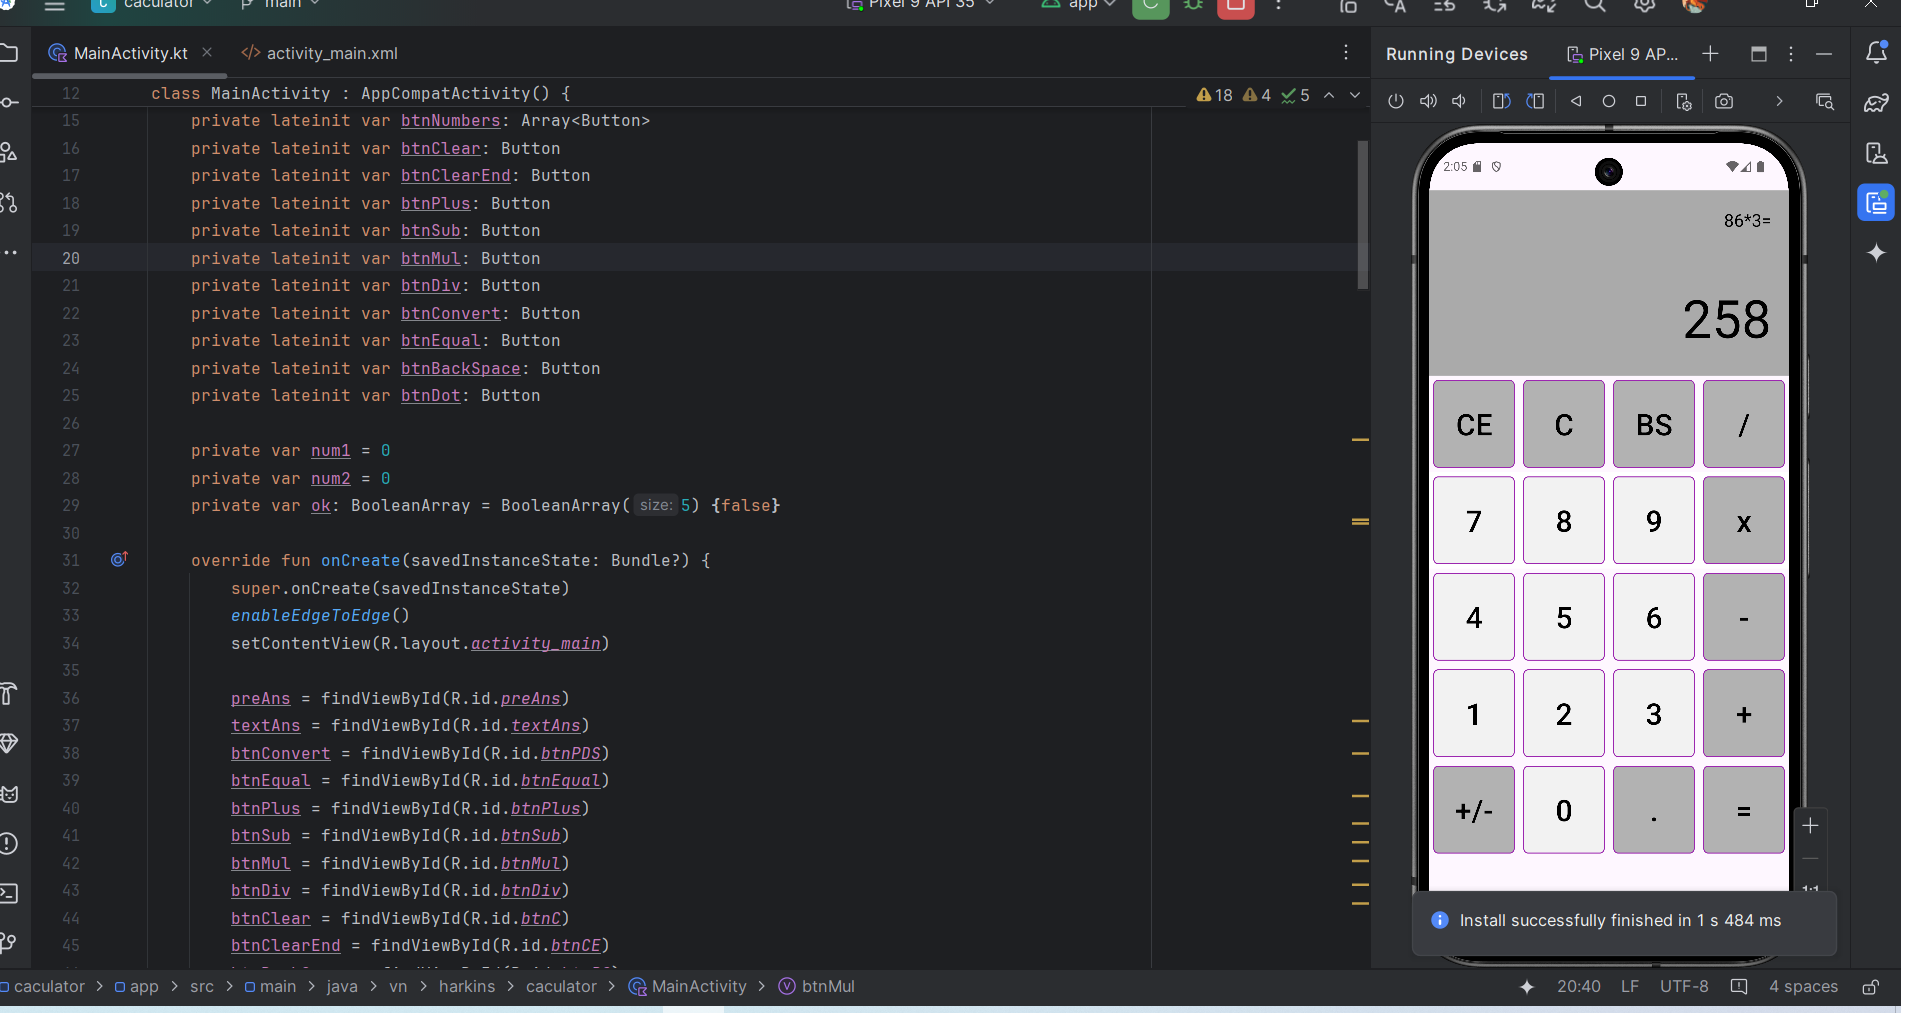 caculator
main
Pixel 9 API 35
app
MainActivity.kt
activity_main.xml
Running Devices
Pixel 9 AP...
12 class MainActivity : AppCompatActivity() {
18 4 5
15 private lateinit var btnNumbers: Array<Button>
16 private lateinit var btnClear: Button
17 private lateinit var btnClearEnd: Button
18 private lateinit var btnPlus: Button
19 private lateinit var btnSub: Button
20 private lateinit var btnMul: Button
21 private lateinit var btnDiv: Button
22 private lateinit var btnConvert: Button
23 private lateinit var btnEqual: Button
24 private lateinit var btnBackSpace: Button
25 private lateinit var btnDot: Button
26
27 private var num1 = 0
28 private var num2 = 0
29 private var ok: BooleanArray = BooleanArray( size: 5) {false}
30
31 override fun onCreate(savedInstanceState: Bundle?) {
32 super.onCreate(savedInstanceState)
33 enableEdgeToEdge()
34 setContentView(R.layout.activity_main)
35
36 preAns = findViewById(R.id.preAns)
37 textAns = findViewById(R.id.textAns)
38 btnConvert = findViewById(R.id.btnPDS)
39 btnEqual = findViewById(R.id.btnEqual)
40 btnPlus = findViewById(R.id.btnPlus)
41 btnSub = findViewById(R.id.btnSub)
42 btnMul = findViewById(R.id.btnMul)
43 btnDiv = findViewById(R.id.btnDiv)
44 btnClear = findViewById(R.id.btnC)
45 btnClearEnd = findViewById(R.id.btnCE)
2:05
86*3=
258
CE C BS /
7 8 9 x
4 5 6 -
1 2 3 +
+/- 0 . =
Install successfully finished in 1 s 484 ms
caculator > app > src > main > java > vn > harkins > caculator > MainActivity > btnMul
20:40 LF UTF-8 4 spaces